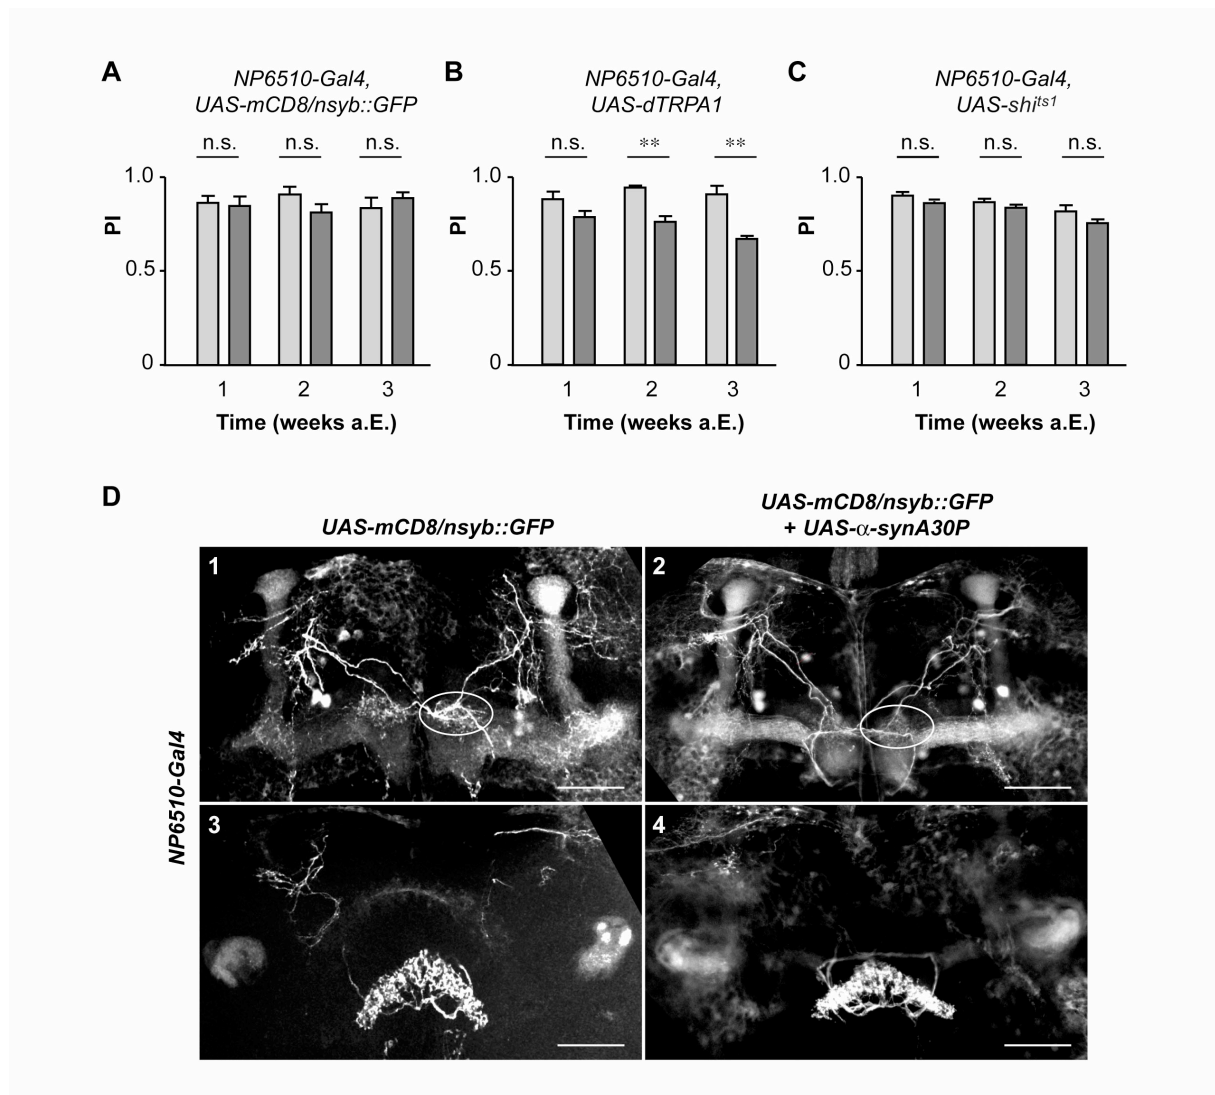 A
NP6510-Gal4,
UAS-mCD8/nsyb::GFP
n.s.
n.s.
n.s.
1.0
PI
0.5
0
1
2
3
Time (weeks a.E.)
B
NP6510-Gal4,
UAS-dTRPA1
n.s.
**
**
1.0
PI
0.5
0
1
2
3
Time (weeks a.E.)
C
NP6510-Gal4,
UAS-shits1
n.s.
n.s.
n.s.
1.0
PI
0.5
0
1
2
3
Time (weeks a.E.)
D
UAS-mCD8/nsyb::GFP
UAS-mCD8/nsyb::GFP
+ UAS-α-synA30P
NP6510-Gal4
1
2
3
4